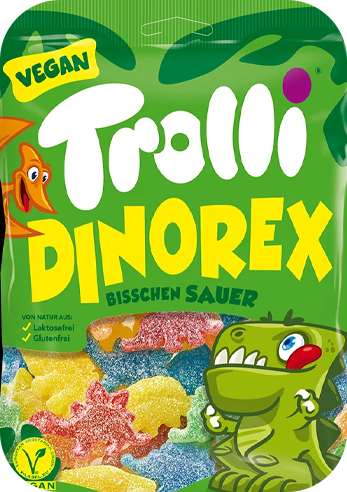 VEGAN
Trolli
®
DINOREX
BISSCHEN SAUER
VON NATUR AUS:
✓ Laktosefrei
✓ Glutenfrei
V
VEGAN